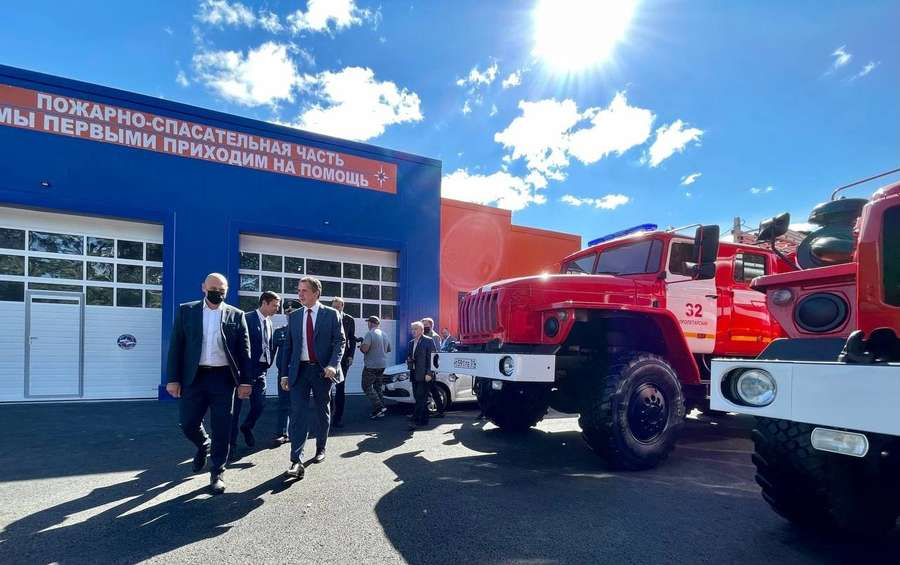 ПОЖАРНО-СПАСАТЕЛЬНАЯ ЧАСТЬ
МЫ ПЕРВЫМИ ПРИХОДИМ НА ПОМОЩЬ
32